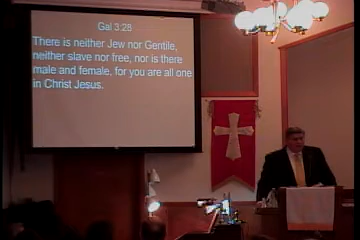 Gal 3:28
There is neither Jew nor Gentile,
neither slave nor free, nor is there
male and female, for you are all one
in Christ Jesus.